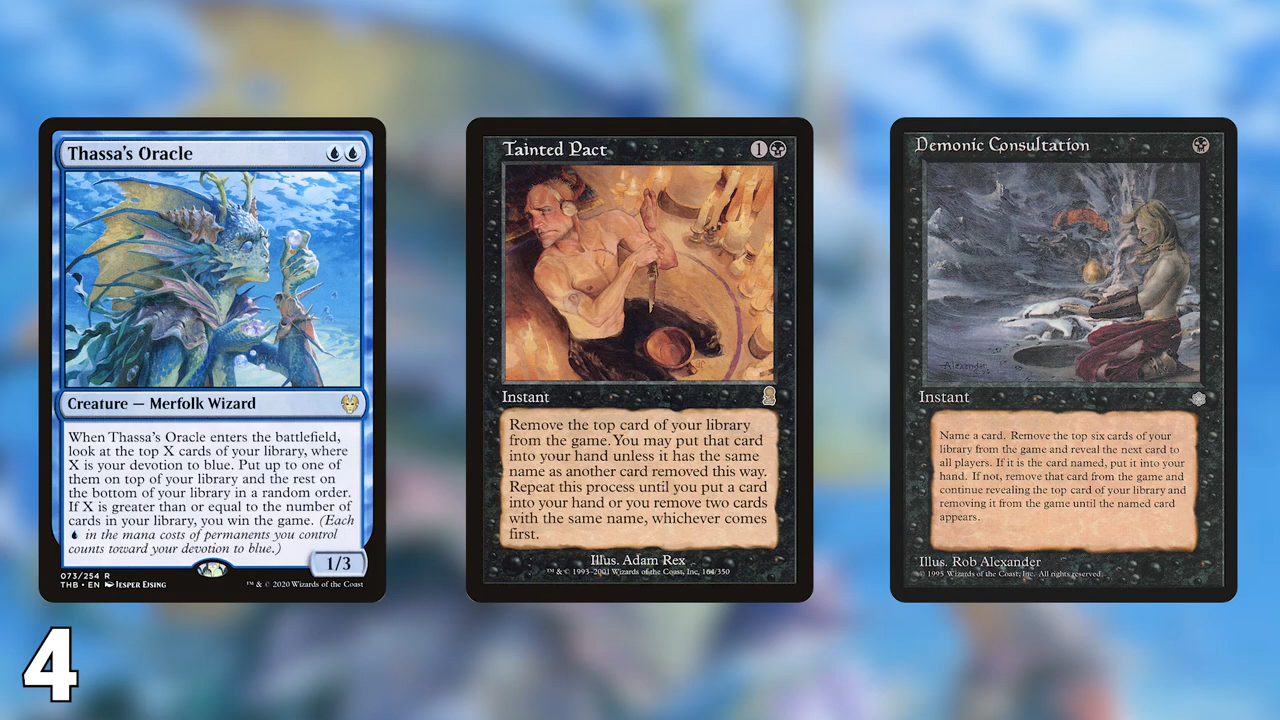 Thassa's Oracle
Creature — Merfolk Wizard
When Thassa's Oracle enters the battlefield,
look at the top X cards of your library, where
X is your devotion to blue. Put up to one of
them on top of your library and the rest on
the bottom of your library in a random order.
If X is greater than or equal to the number of
cards in your library, you win the game. (Each
in the mana costs of permanents you control
counts toward your devotion to blue.)
1/3
073/254 R
THB • EN JESPER EJSING
™ & © 2020 Wizards of the Coast
Tainted Pact
1
Instant
Remove the top card of your library
from the game. You may put that card
into your hand unless it has the same
name as another card removed this way.
Repeat this process until you put a card
into your hand or you remove two cards
with the same name, whichever comes
first.
Illus. Adam Rex
™ & © 1993–2001 Wizards of the Coast, Inc. 164/350
Demonic Consultation
Alexander
Instant
Name a card. Remove the top six cards of your
library from the game and reveal the next card to
all players. If it is the card named, put it into your
hand. If not, remove that card from the game and
continue revealing the top card of your library and
removing it from the game until the named card
appears.
Illus. Rob Alexander
© 1995 Wizards of the Coast, Inc. All rights reserved.
4